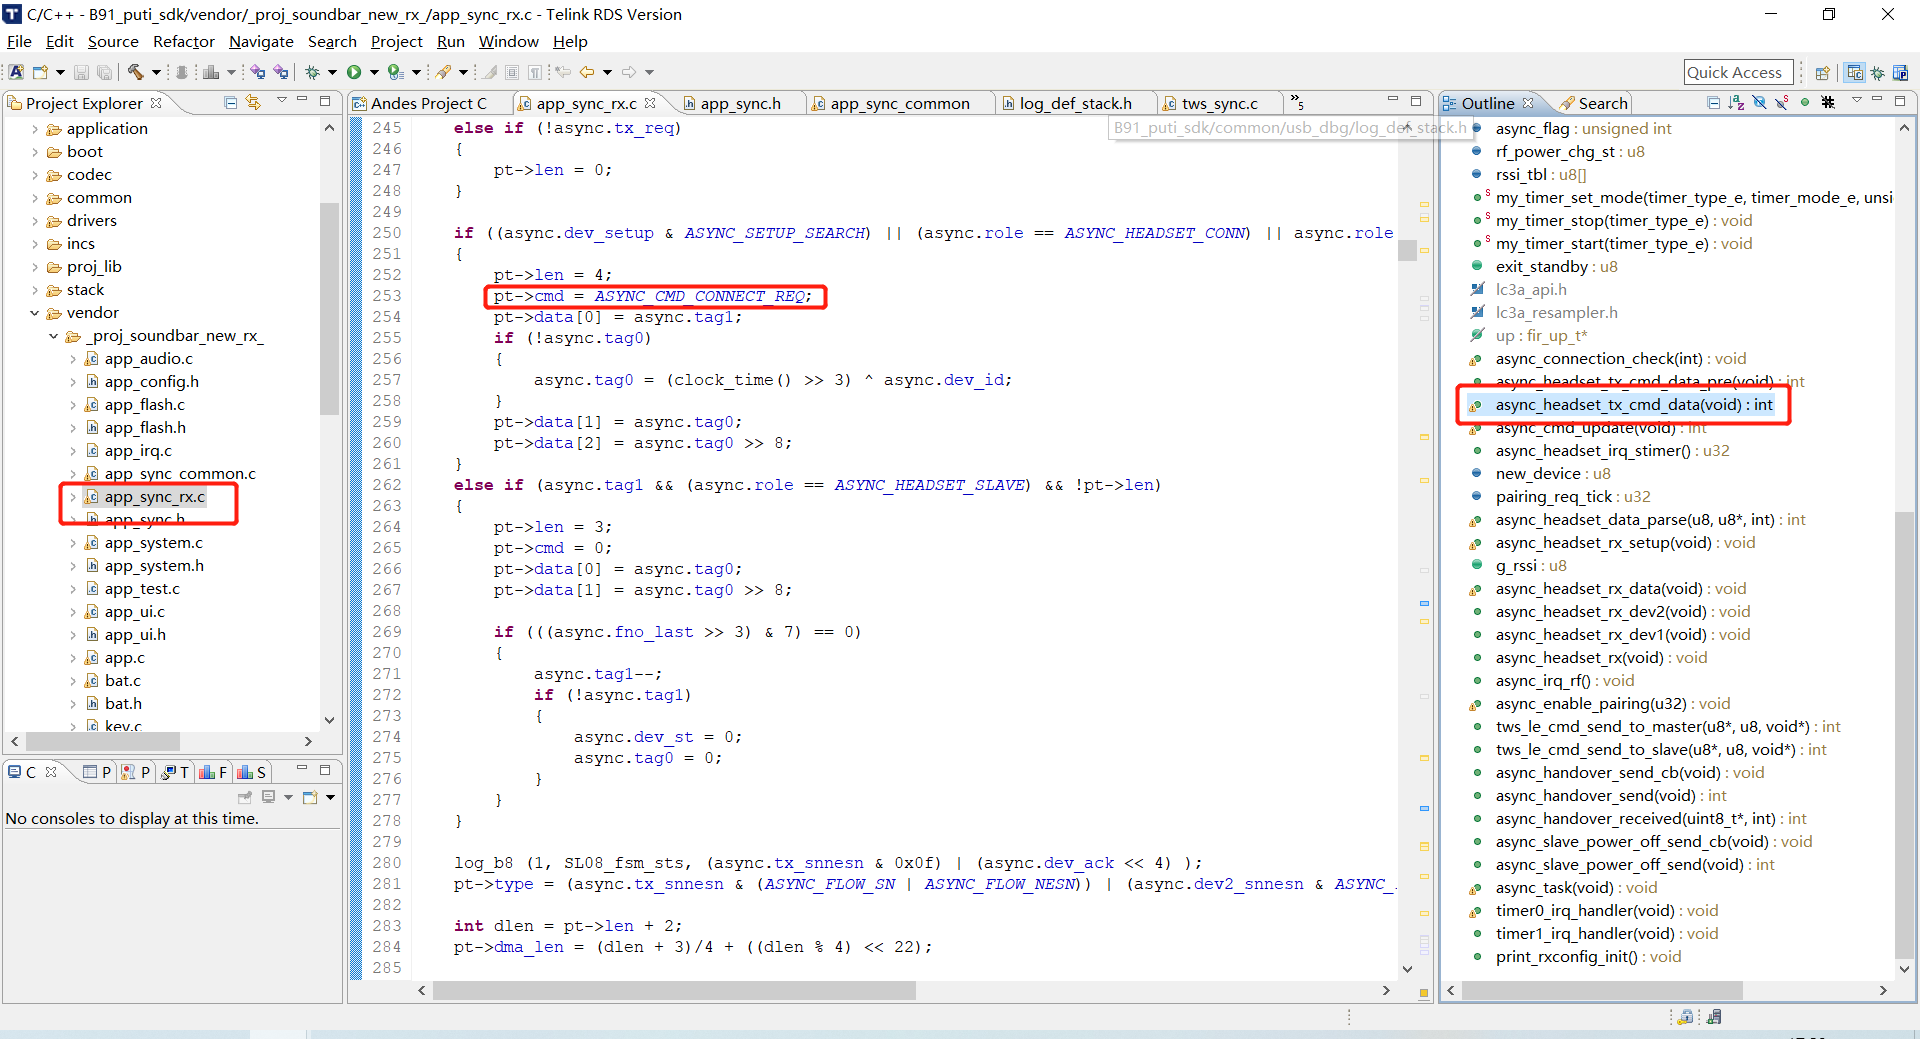 C/C++ - B91_puti_sdk/vendor/_proj_soundbar_new_rx_/app_sync_rx.c - Telink RDS Version
File Edit Source Refactor Navigate Search Project Run Window Help
Quick Access
Project Explorer
application
boot
codec
common
drivers
incs
proj_lib
stack
vendor
_proj_soundbar_new_rx_
app_audio.c
app_config.h
app_flash.c
app_flash.h
app_irq.c
app_sync_common.c
app_sync_rx.c
app_sync.h
app_system.c
app_system.h
app_test.c
app_ui.c
app_ui.h
app.c
bat.c
bat.h
key.c
C P P T F S
No consoles to display at this time.
Andes Project C app_sync_rx.c app_sync.h app_sync_common log_def_stack.h tws_sync.c »5
B91_puti_sdk/common/usb_dbg/log_def_stack.h
245 else if (!async.tx_req)
246 {
247 pt->len = 0;
248 }
249
250 if ((async.dev_setup & ASYNC_SETUP_SEARCH) || (async.role == ASYNC_HEADSET_CONN) || async.role
251 {
252 pt->len = 4;
253 pt->cmd = ASYNC_CMD_CONNECT_REQ;
254 pt->data[0] = async.tag1;
255 if (!async.tag0)
256 {
257 async.tag0 = (clock_time() >> 3) ^ async.dev_id;
258 }
259 pt->data[1] = async.tag0;
260 pt->data[2] = async.tag0 >> 8;
261 }
262 else if (async.tag1 && (async.role == ASYNC_HEADSET_SLAVE) && !pt->len)
263 {
264 pt->len = 3;
265 pt->cmd = 0;
266 pt->data[0] = async.tag0;
267 pt->data[1] = async.tag0 >> 8;
268
269 if (((async.fno_last >> 3) & 7) == 0)
270 {
271 async.tag1--;
272 if (!async.tag1)
273 {
274 async.dev_st = 0;
275 async.tag0 = 0;
276 }
277 }
278 }
279
280 log_b8 (1, SL08_fsm_sts, (async.tx_snnesn & 0x0f) | (async.dev_ack << 4) );
281 pt->type = (async.tx_snnesn & (ASYNC_FLOW_SN | ASYNC_FLOW_NESN)) | (async.dev2_snnesn & ASYNC_
282
283 int dlen = pt->len + 2;
284 pt->dma_len = (dlen + 3)/4 + ((dlen % 4) << 22);
285
Outline Search
async_flag : unsigned int
rf_power_chg_st : u8
rssi_tbl : u8[]
my_timer_set_mode(timer_type_e, timer_mode_e, unsi
my_timer_stop(timer_type_e) : void
my_timer_start(timer_type_e) : void
exit_standby : u8
lc3a_api.h
lc3a_resampler.h
up : fir_up_t*
async_connection_check(int) : void
async_headset_tx_cmd_data_pre(void) : int
async_headset_tx_cmd_data(void) : int
async_cmd_update(void) : int
async_headset_irq_stimer() : u32
new_device : u8
pairing_req_tick : u32
async_headset_data_parse(u8, u8*, int) : int
async_headset_rx_setup(void) : void
g_rssi : u8
async_headset_rx_data(void) : void
async_headset_rx_dev2(void) : void
async_headset_rx_dev1(void) : void
async_headset_rx(void) : void
async_irq_rf() : void
async_enable_pairing(u32) : void
tws_le_cmd_send_to_master(u8*, u8, void*) : int
tws_le_cmd_send_to_slave(u8*, u8, void*) : int
async_handover_send_cb(void) : void
async_handover_send(void) : int
async_handover_received(uint8_t*, int) : int
async_slave_power_off_send_cb(void) : void
async_slave_power_off_send(void) : int
async_task(void) : void
timer0_irq_handler(void) : void
timer1_irq_handler(void) : void
print_rxconfig_init() : void